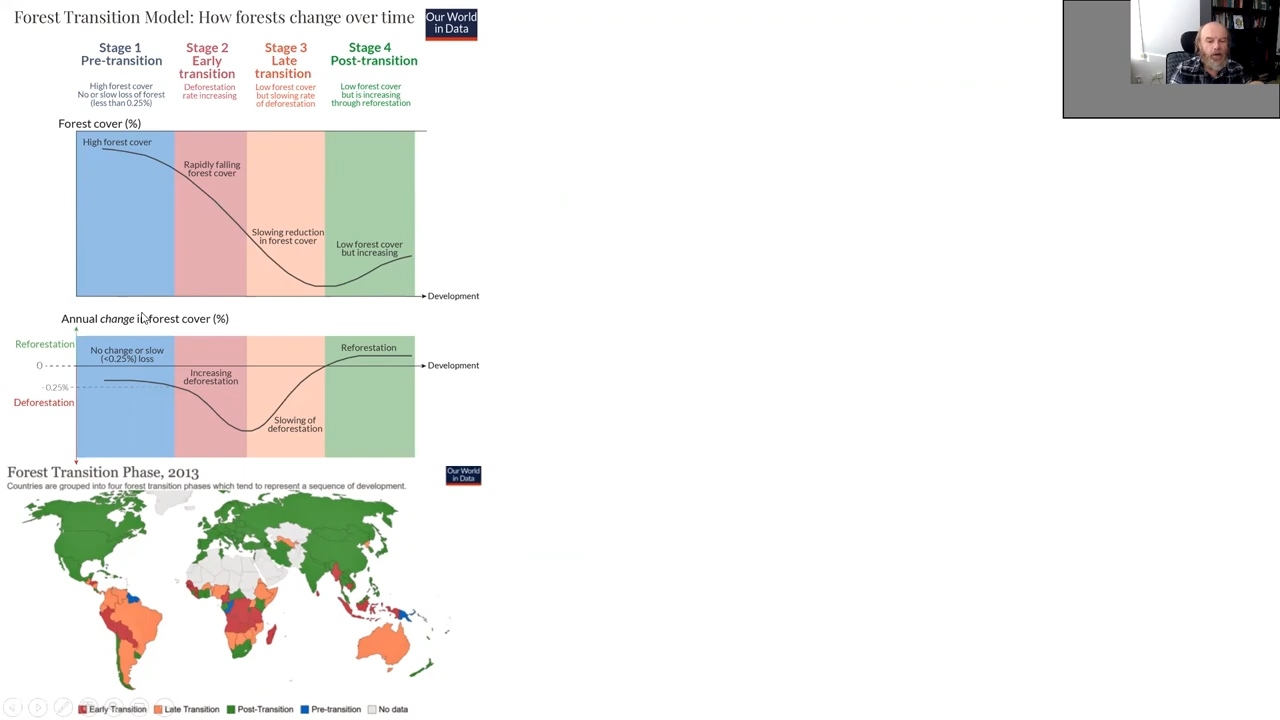 Forest Transition Model: How forests change over time
Our World
in Data
Stage 1
Pre-transition
High forest cover
No or slow loss of forest
(less than 0.25%)
Stage 2
Early
transition
Deforestation
rate increasing
Stage 3
Late
transition
Low forest cover
but slowing rate
of deforestation
Stage 4
Post-transition
Low forest cover
but is increasing
through reforestation
Forest cover (%)
High forest cover
Rapidly falling
forest cover
Slowing reduction
in forest cover
Low forest cover
but increasing
Development
Annual change in forest cover (%)
Reforestation
0
- 0.25%
Deforestation
No change or slow
(<0.25%) loss
Increasing
deforestation
Slowing of
deforestation
Reforestation
Development
Forest Transition Phase, 2013
Our World
in Data
Countries are grouped into four forest transition phases which tend to represent a sequence of development.
Early Transition
Late Transition
Post-Transition
Pre-transition
No data